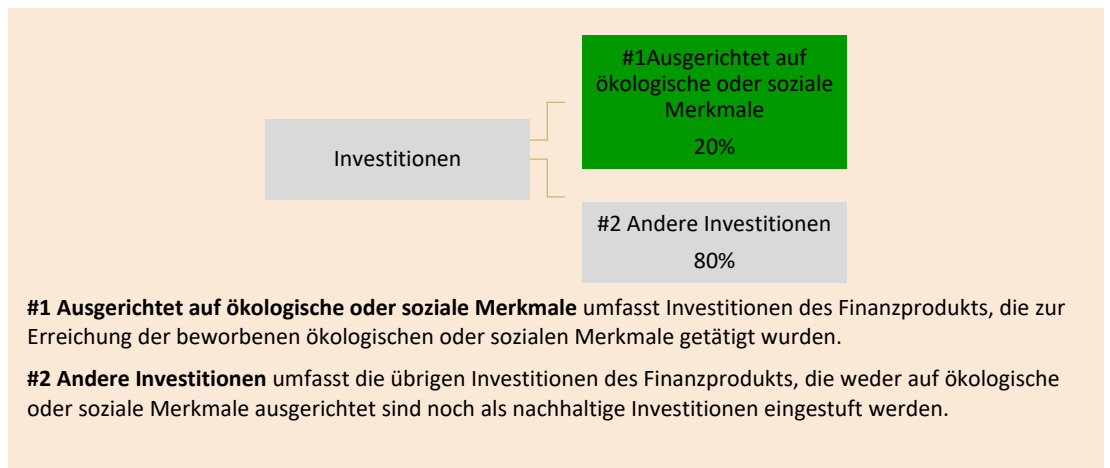 #1Ausgerichtet auf
ökologische oder soziale
Merkmale
20%
Investitionen
#2 Andere Investitionen
80%
#1 Ausgerichtet auf ökologische oder soziale Merkmale umfasst Investitionen des Finanzprodukts, die zur
Erreichung der beworbenen ökologischen oder sozialen Merkmale getätigt wurden.
#2 Andere Investitionen umfasst die übrigen Investitionen des Finanzprodukts, die weder auf ökologische
oder soziale Merkmale ausgerichtet sind noch als nachhaltige Investitionen eingestuft werden.